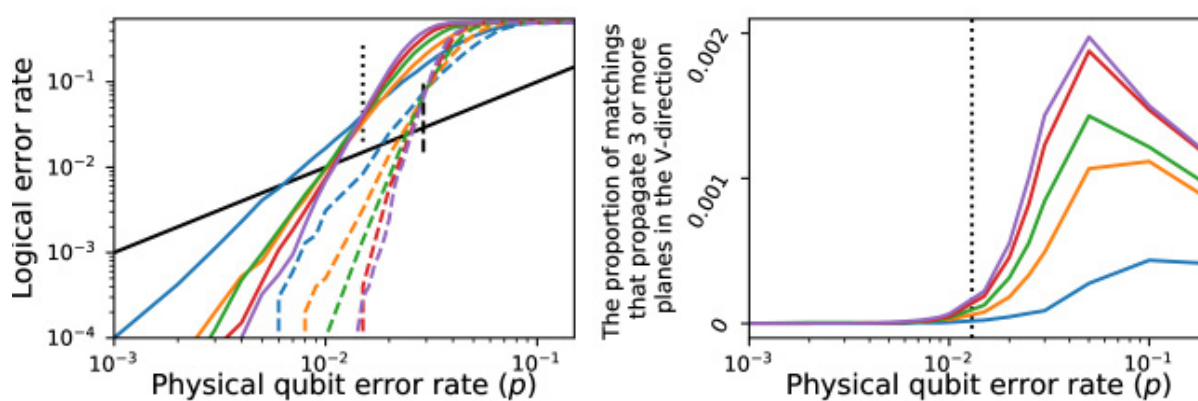 Logical error rate
10⁻¹
10⁻²
10⁻³
10⁻⁴
10⁻³
10⁻²
10⁻¹
Physical qubit error rate (p)
The proportion of matchings
that propagate 3 or more
planes in the V-direction
0.002
0.001
0
10⁻³
10⁻²
10⁻¹
Physical qubit error rate (p)